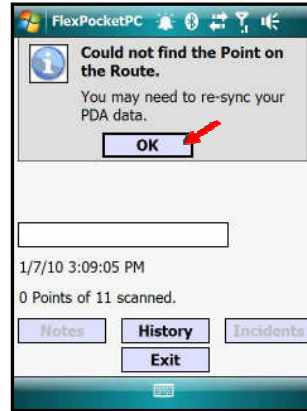 FlexPocketPC
Could not find the Point on
the Route.
You may need to re-sync your
PDA data.
OK
1/7/10 3:09:05 PM
0 Points of 11 scanned.
Notes History Incidents
Exit